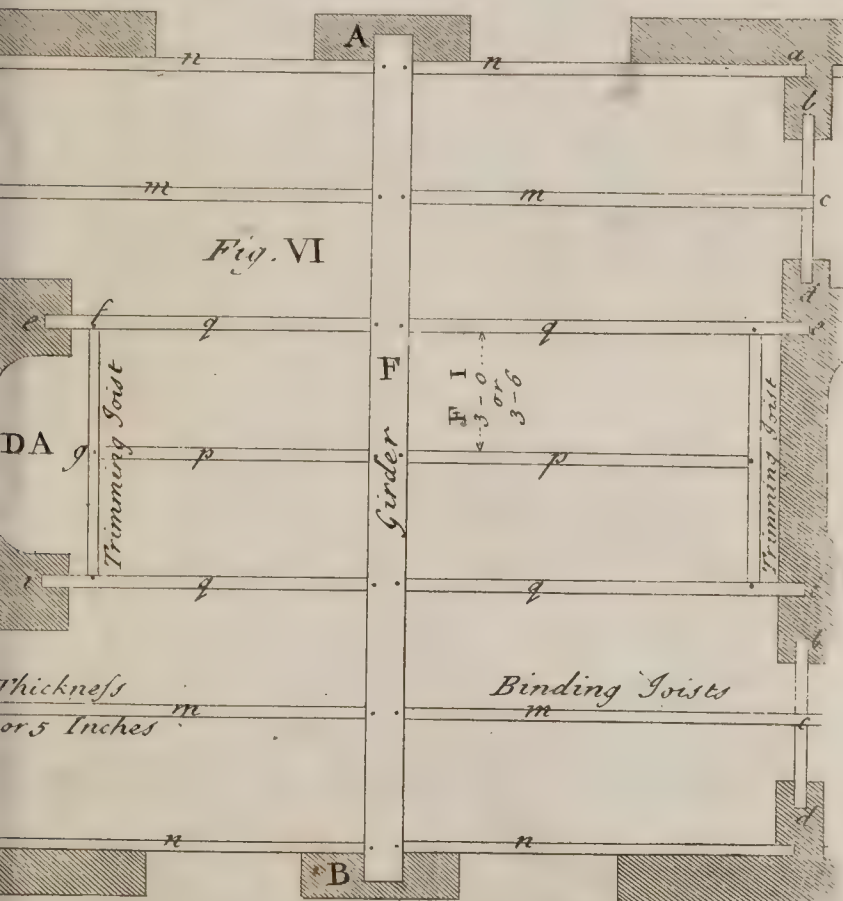 A
n n a
l
m m c
Fig. VI
d
e f q q e
F
F I
3-0
or
3-6
DA g p p
Trimming Joist
Girder
Trimming Joist
i q q
b
Thickneſs
Binding Joists
m m c
or 5 Inches
d
n n
B